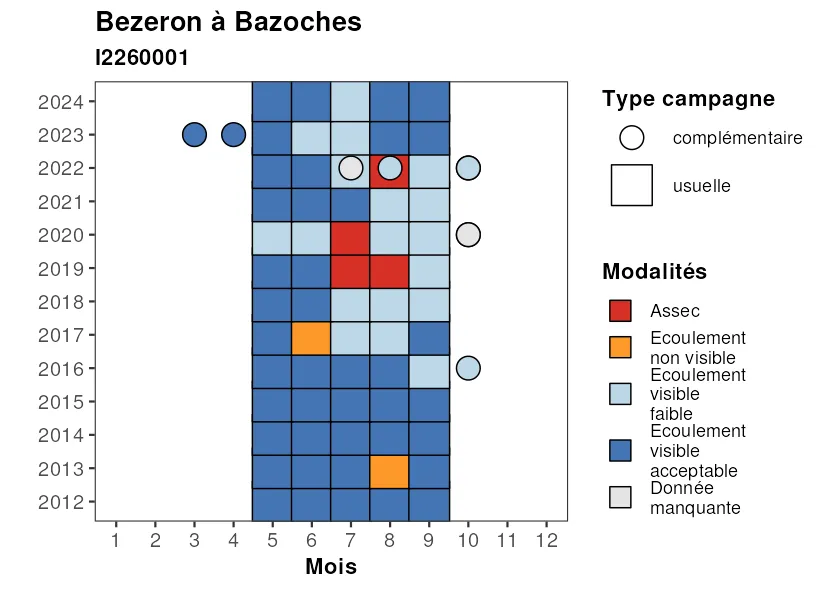 Bezeron à Bazoches
I2260001
2024
2023
2022
2021
2020
2019
2018
2017
2016
2015
2014
2013
2012
1 2 3 4 5 6 7 8 9 10 11 12
Mois
Type campagne
complémentaire
usuelle
Modalités
Assec
Ecoulement
non visible
Ecoulement
visible
faible
Ecoulement
visible
acceptable
Donnée
manquante